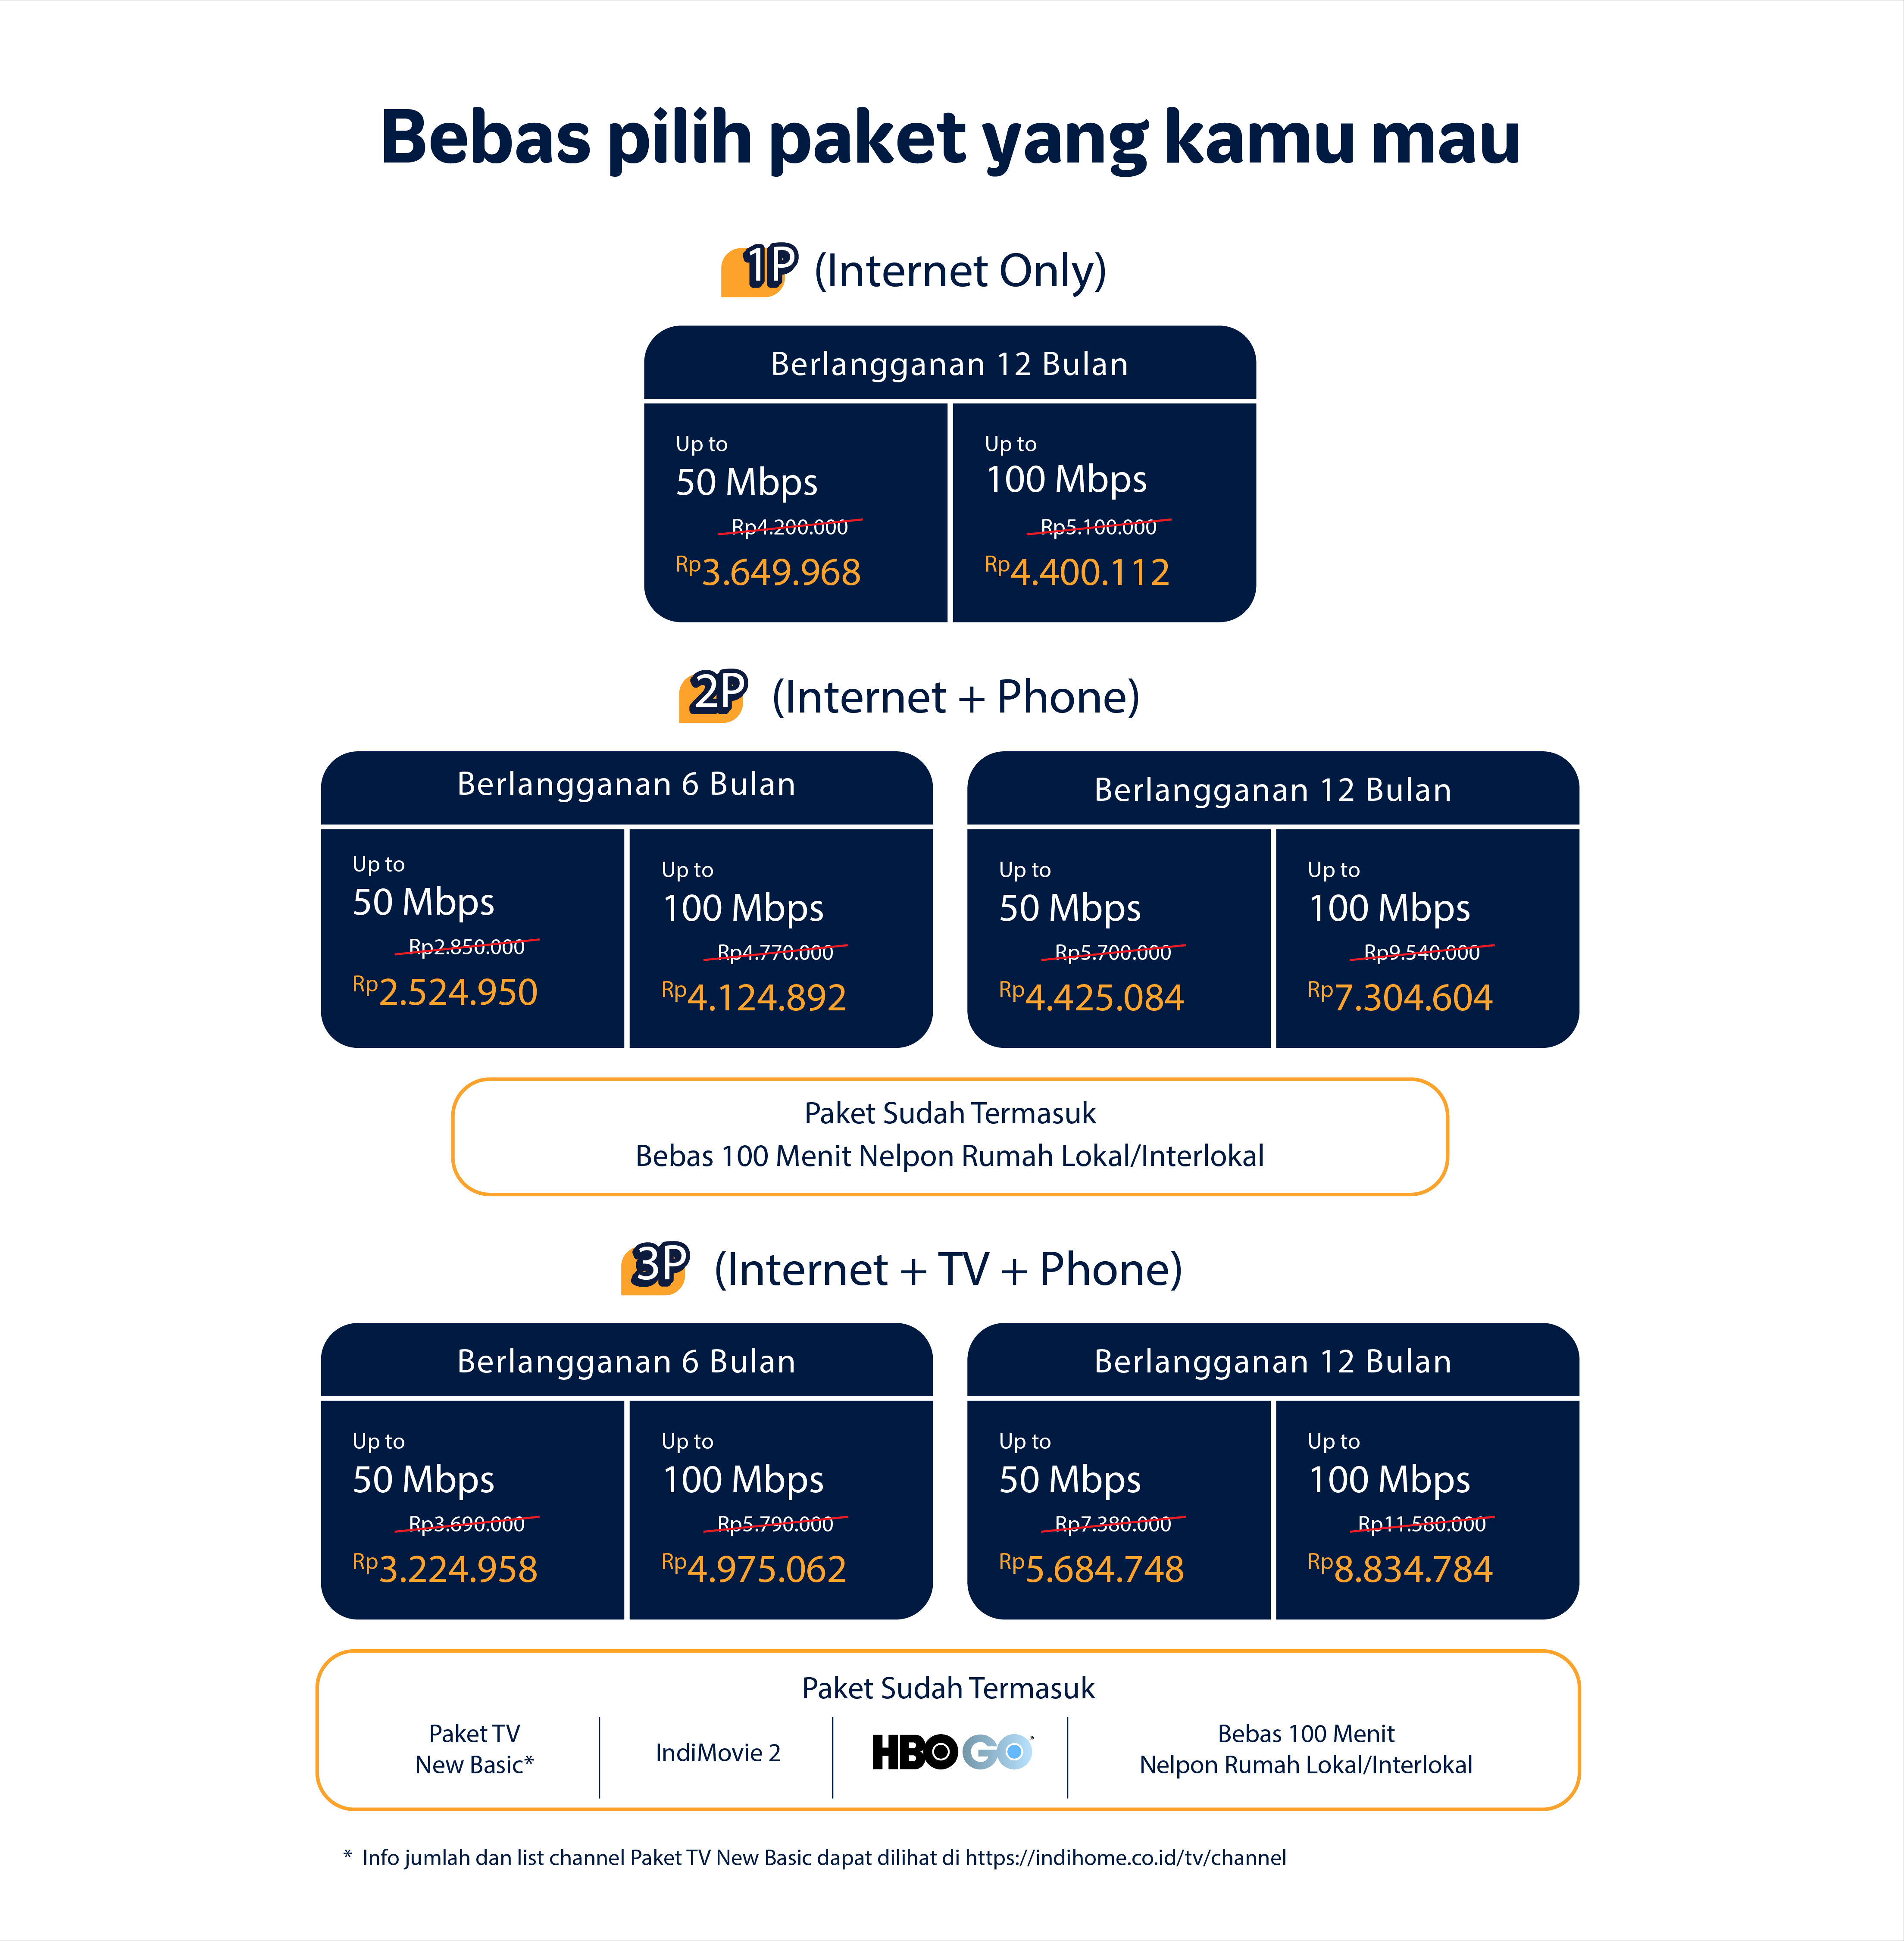 Bebas pilih paket yang kamu mau
1P (Internet Only)
Berlangganan 12 Bulan
Up to
50 Mbps
Rp4.200.000
Rp3.649.968
Up to
100 Mbps
Rp5.100.000
Rp4.400.112
2P (Internet + Phone)
Berlangganan 6 Bulan
Up to
50 Mbps
Rp2.850.000
Rp2.524.950
Up to
100 Mbps
Rp4.770.000
Rp4.124.892
Berlangganan 12 Bulan
Up to
50 Mbps
Rp5.700.000
Rp4.425.084
Up to
100 Mbps
Rp9.540.000
Rp7.304.604
Paket Sudah Termasuk
Bebas 100 Menit Nelpon Rumah Lokal/Interlokal
3P (Internet + TV + Phone)
Berlangganan 6 Bulan
Up to
50 Mbps
Rp3.690.000
Rp3.224.958
Up to
100 Mbps
Rp5.790.000
Rp4.975.062
Berlangganan 12 Bulan
Up to
50 Mbps
Rp7.380.000
Rp5.684.748
Up to
100 Mbps
Rp11.580.000
Rp8.834.784
Paket Sudah Termasuk
Paket TV
New Basic*
IndiMovie 2
HBO GO
Bebas 100 Menit
Nelpon Rumah Lokal/Interlokal
* Info jumlah dan list channel Paket TV New Basic dapat dilihat di https://indihome.co.id/tv/channel